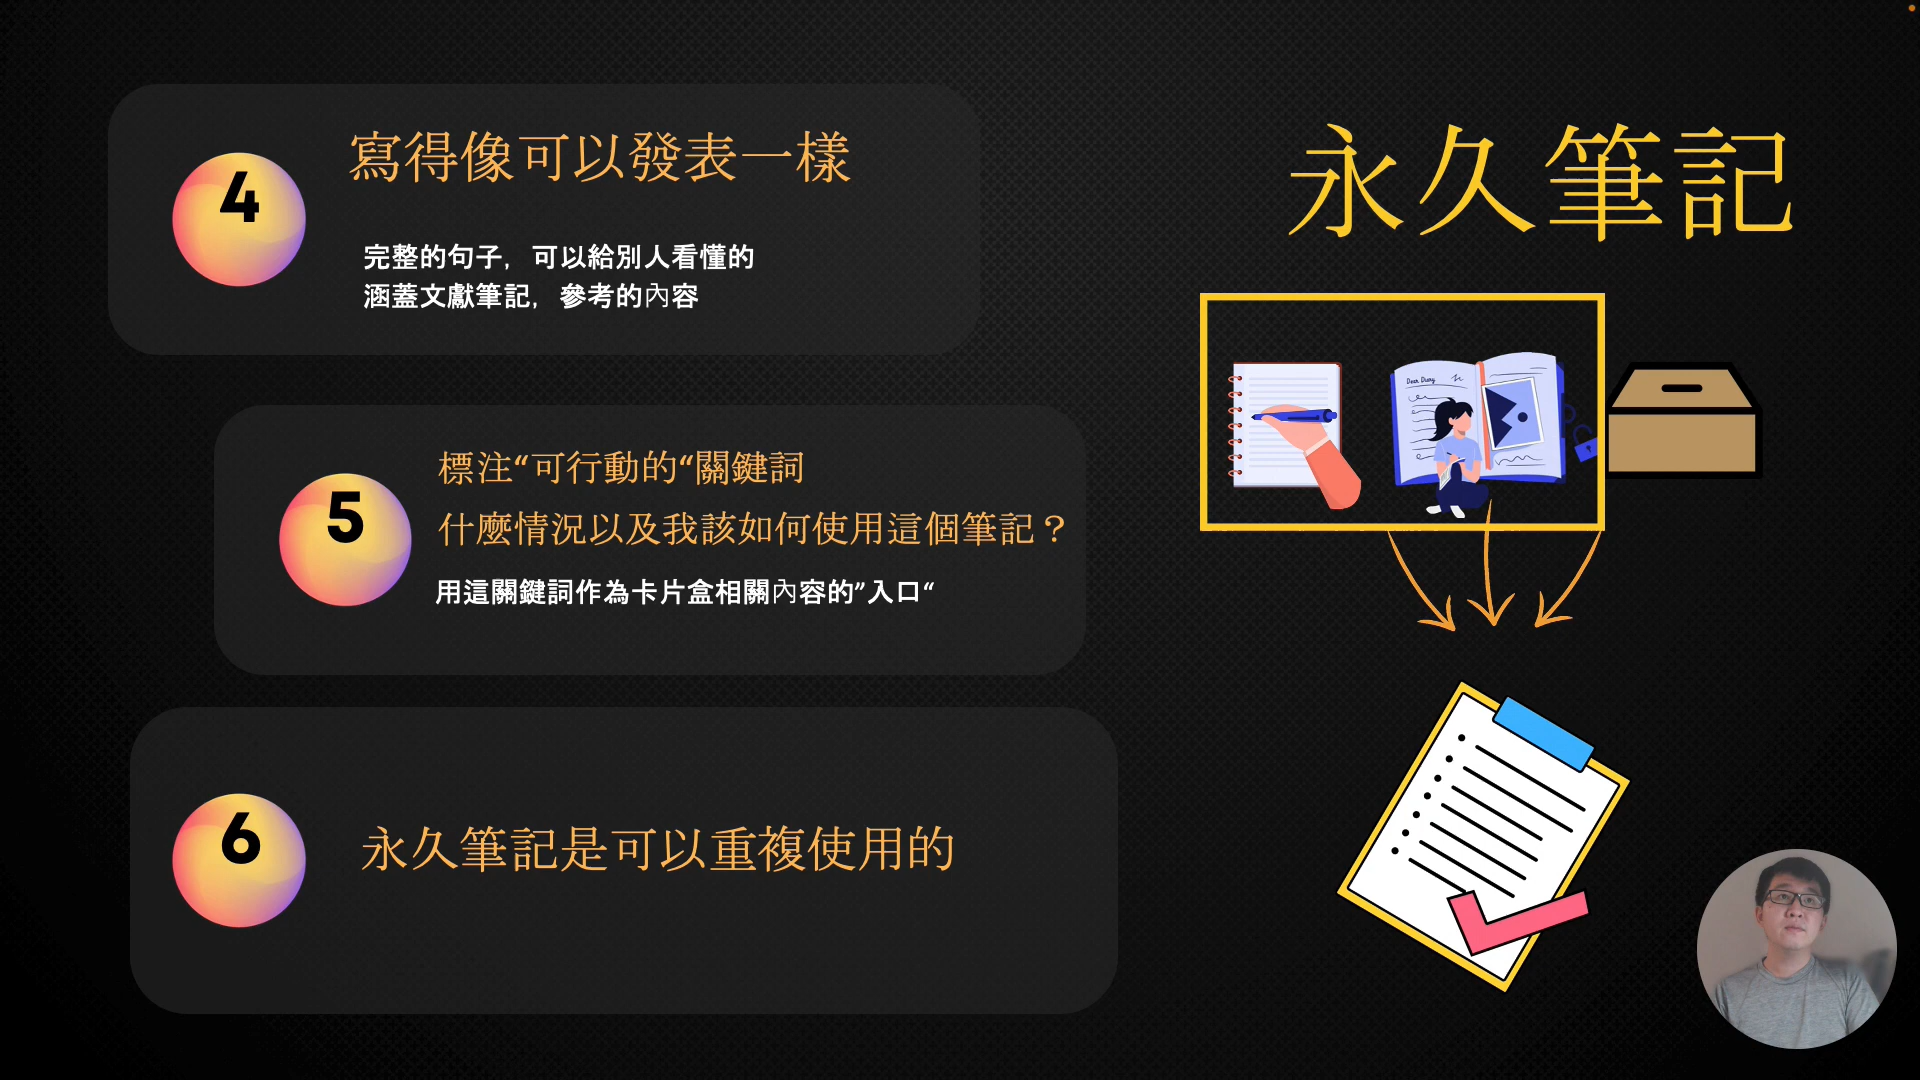 永久筆記
4
寫得像可以發表一樣
完整的句子，可以給別人看懂的
涵蓋文獻筆記，參考的內容
5
標注“可行動的“關鍵詞
什麼情況以及我該如何使用這個筆記？
用這關鍵詞作為卡片盒相關內容的”入口“
6
永久筆記是可以重複使用的
Dear Diary